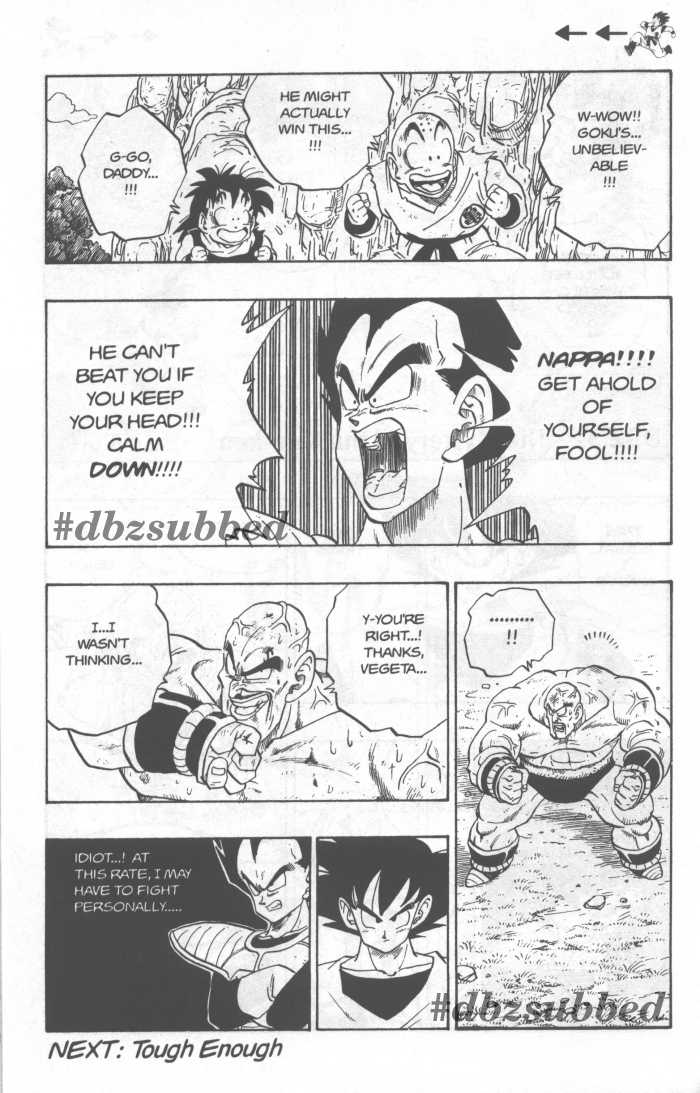 W-WOW!!
GOKU'S...
UNBELIEV-
ABLE
!!!
HE MIGHT
ACTUALLY
WIN THIS...
!!!
G-GO,
DADDY...
!!!
NAPPA!!!!
GET AHOLD
OF
YOURSELF,
FOOL!!!!
HE CAN'T
BEAT YOU IF
YOU KEEP
YOUR HEAD!!!
CALM
DOWN!!!!
#dbzsubbed
.........
!!
Y-YOU'RE
RIGHT...!
THANKS,
VEGETA...
I...I
WASN'T
THINKING...
IDIOT...! AT
THIS RATE, I MAY
HAVE TO FIGHT
PERSONALLY.....
#dbzsubbed
NEXT: Tough Enough